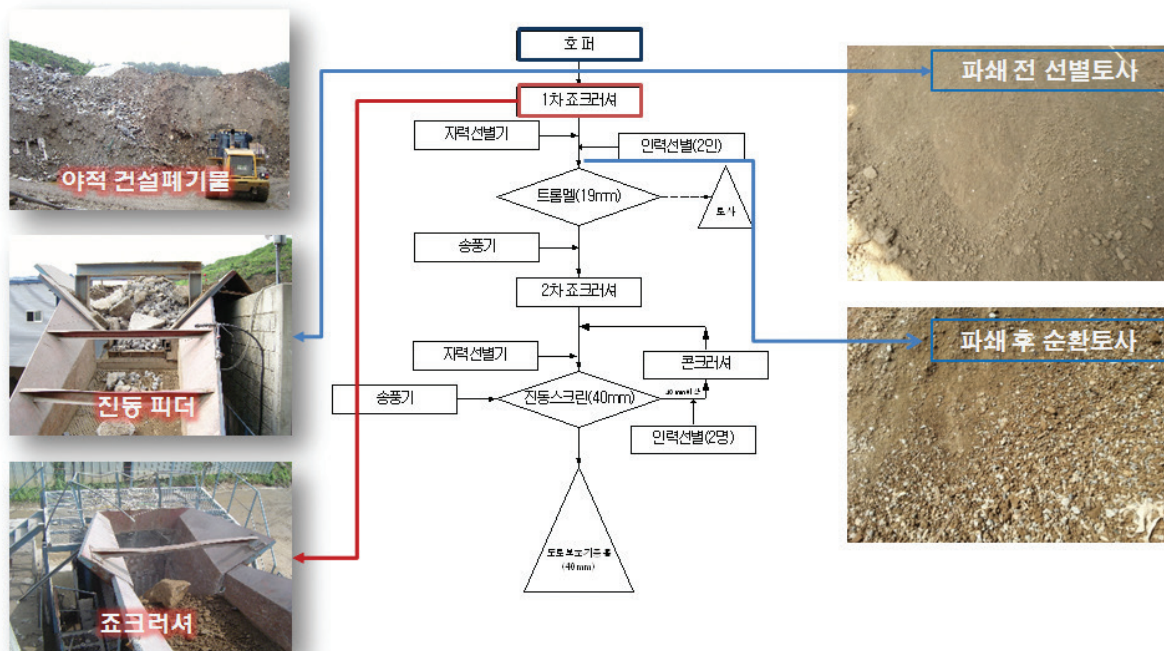 호퍼
파쇄 전 선별토사
1차 죠크러셔
자력선별기
인력선별(2인)
야적 건설폐기물
트롬멜(19mm)
토사
송풍기
2차 죠크러셔
파쇄 후 순환토사
자력선별기
콘크러셔
진동스크린(40mm)
송풍기
진동 피더
인력선별(2명)
(40mm)
죠크러셔